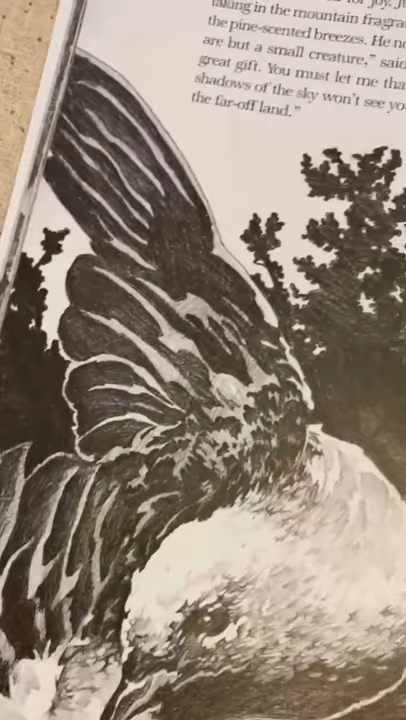 for joy. Ju
taking in the mountain fragra
the pine-scented breezes. He no
are but a small creature," said
great gift. You must let me tha
shadows of the sky won't see yo
the far-off land."